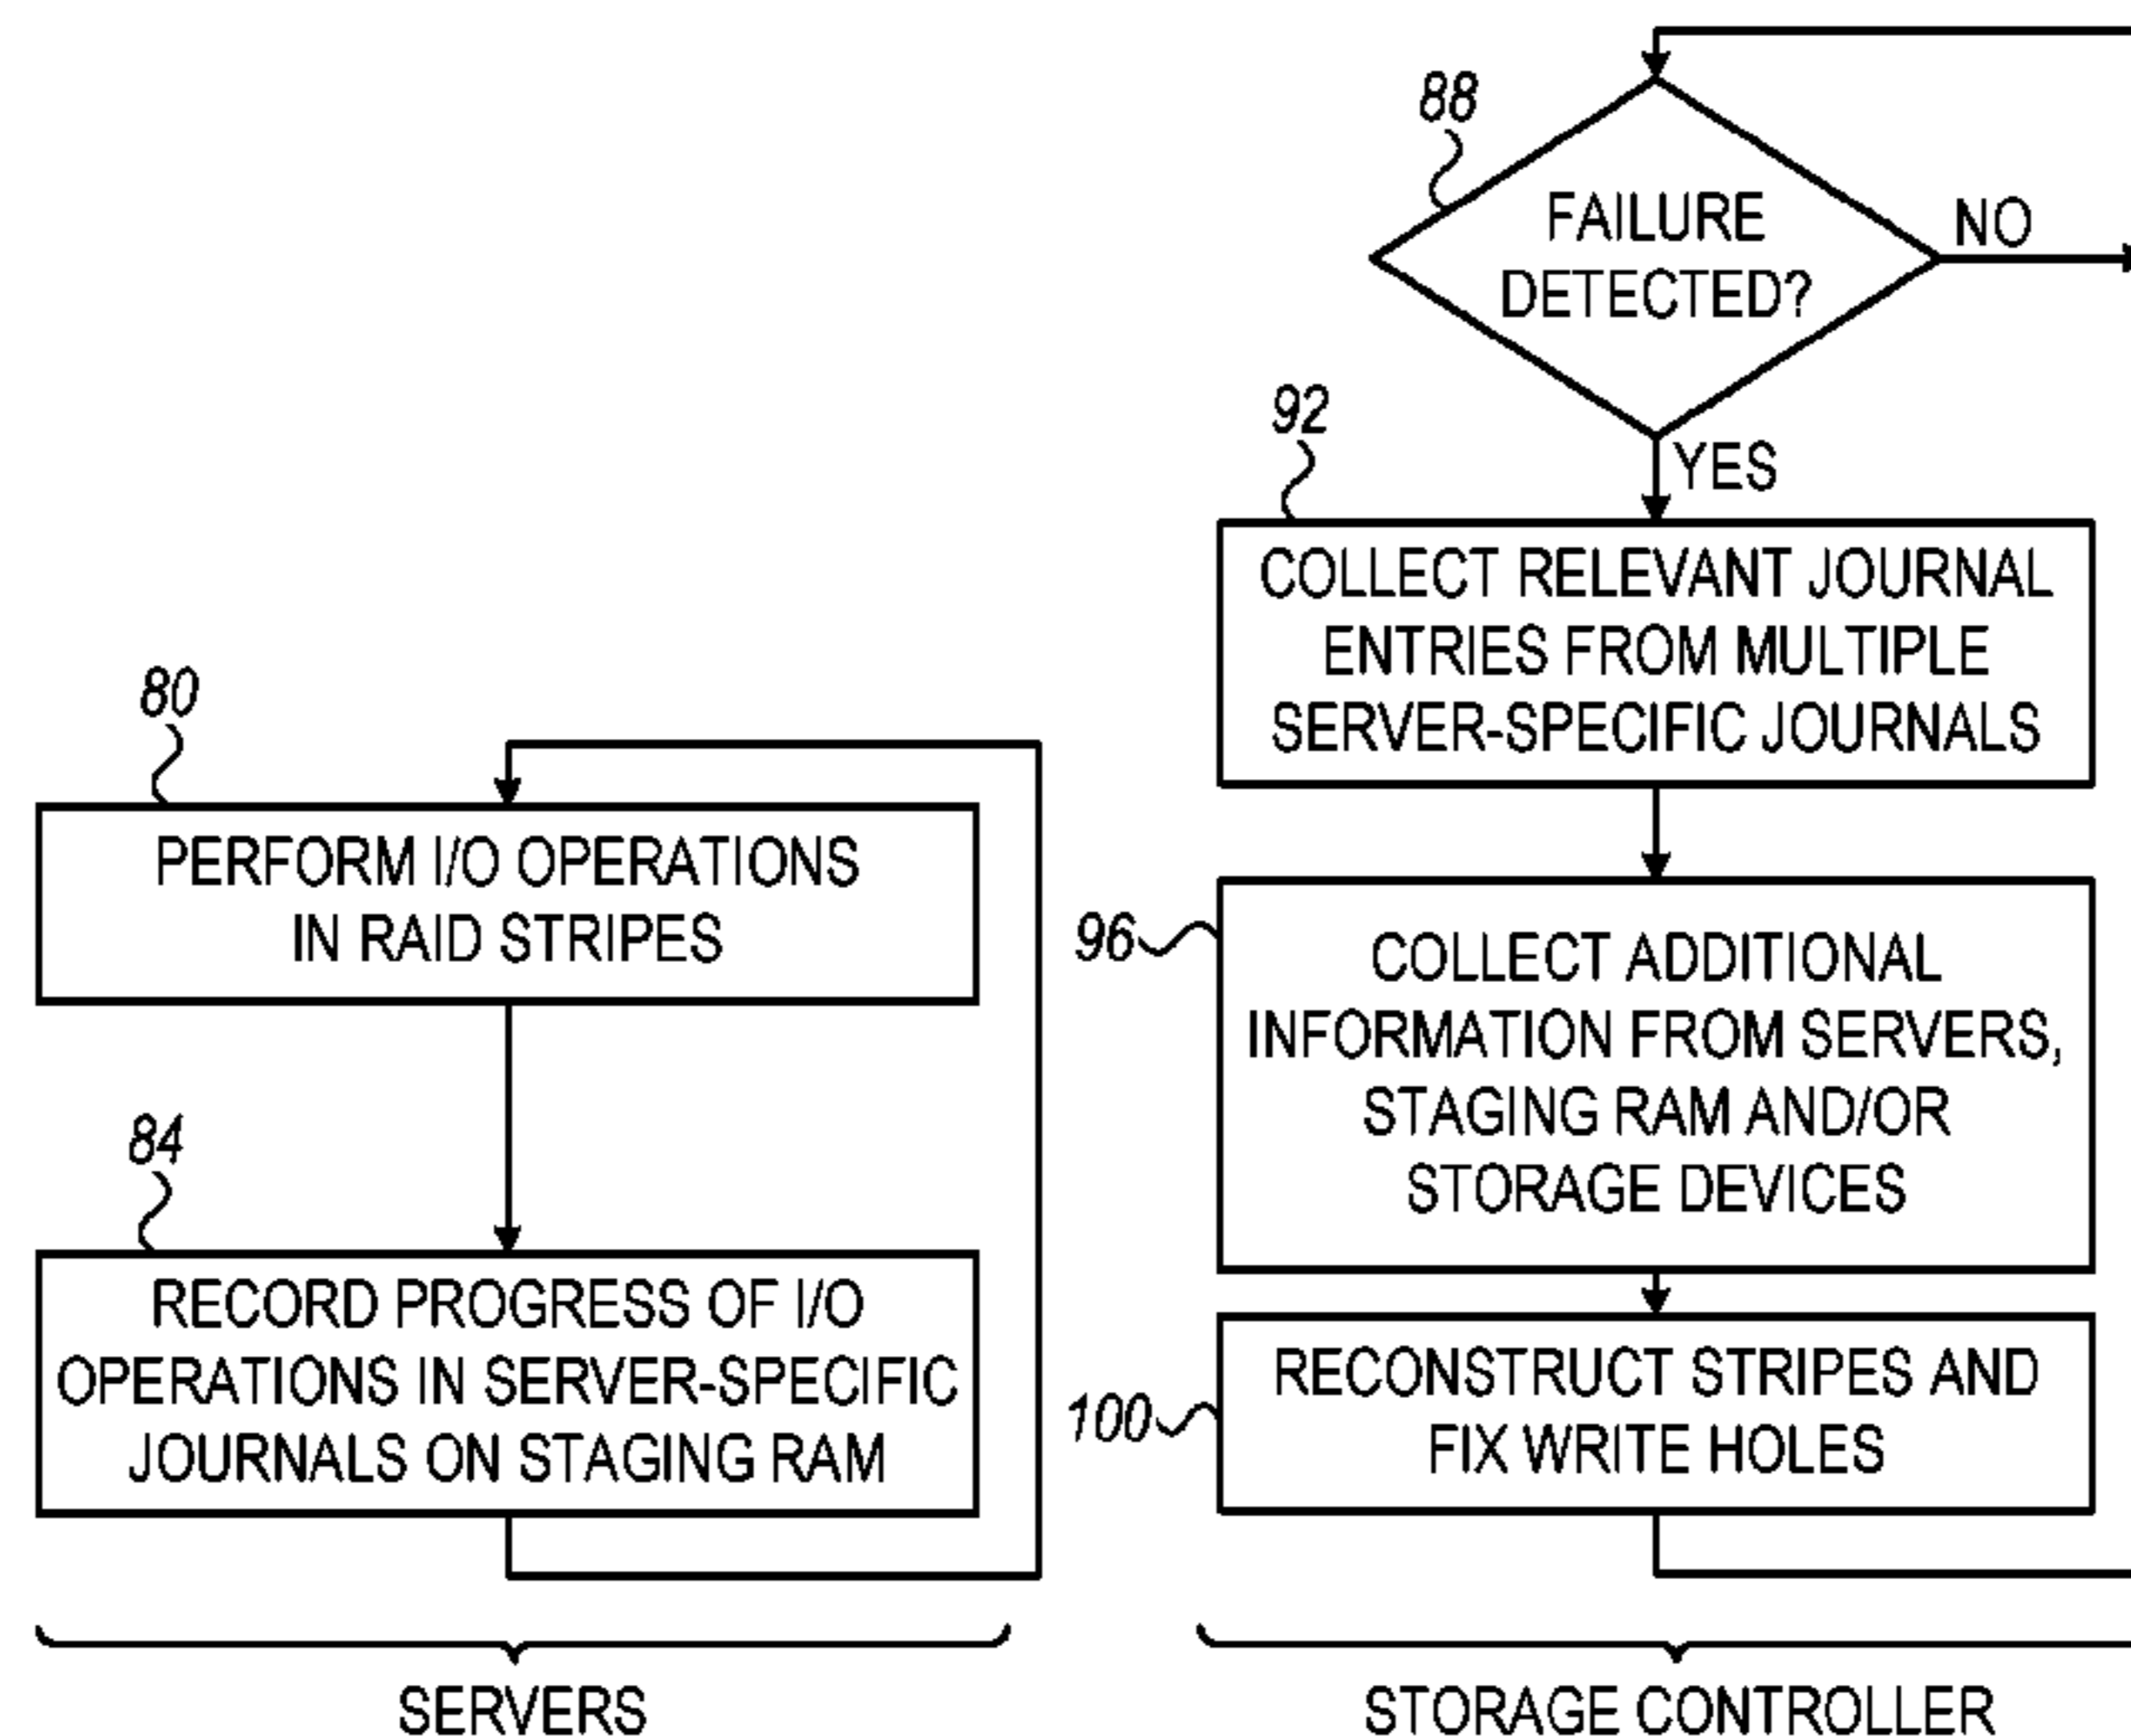 80
PERFORM I/O OPERATIONS
IN RAID STRIPES
84
RECORD PROGRESS OF I/O
OPERATIONS IN SERVER-SPECIFIC
JOURNALS ON STAGING RAM
SERVERS
88
FAILURE
DETECTED?
NO
YES
92
COLLECT RELEVANT JOURNAL
ENTRIES FROM MULTIPLE
SERVER-SPECIFIC JOURNALS
96
COLLECT ADDITIONAL
INFORMATION FROM SERVERS,
STAGING RAM AND/OR
STORAGE DEVICES
100
RECONSTRUCT STRIPES AND
FIX WRITE HOLES
STORAGE CONTROLLER